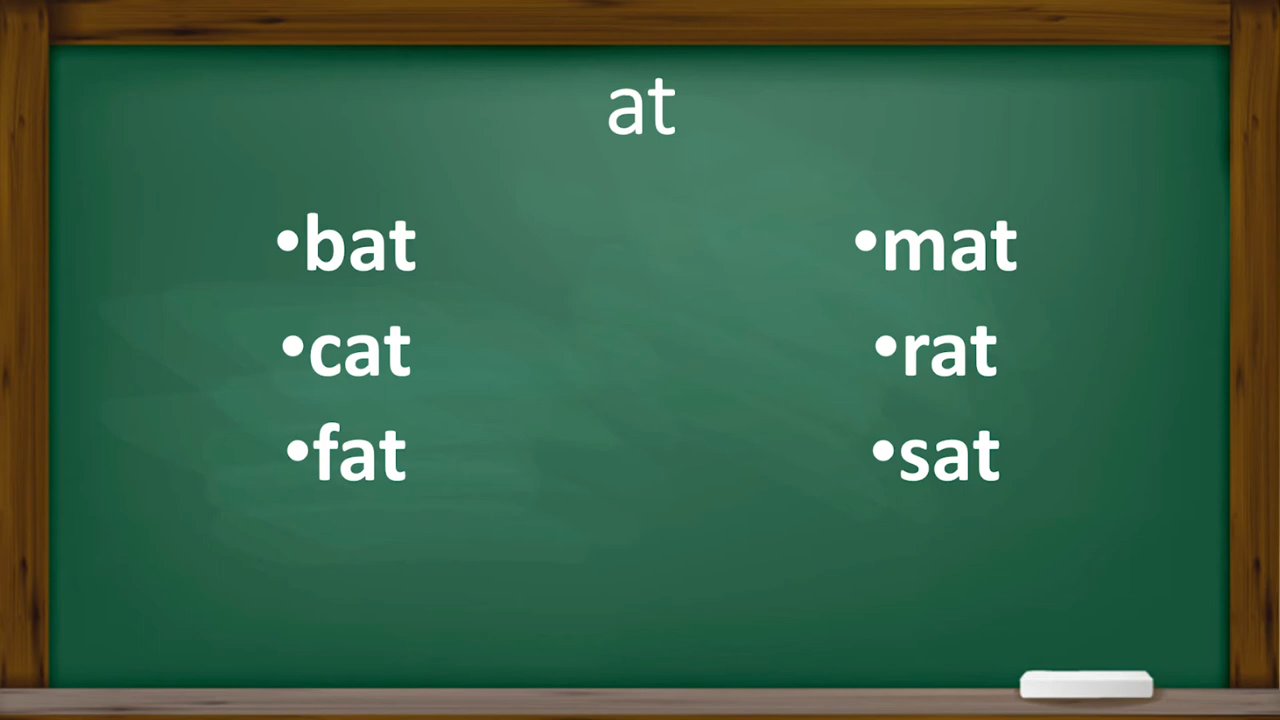 at
•bat
•cat
•fat
•mat
•rat
•sat